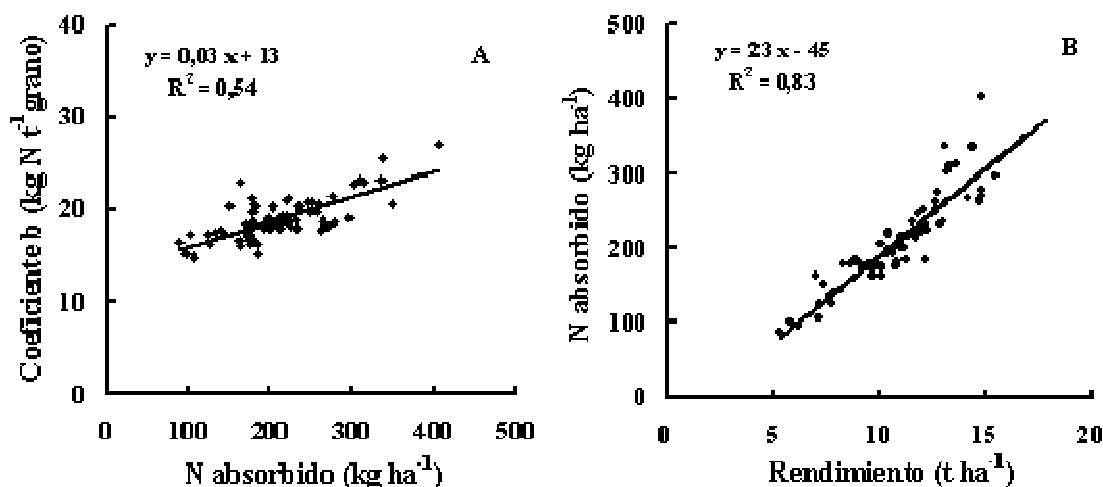 40
30
20
10
0
y = 0,03 x + 13
R² = 0,54
A
Coeficiente b (kg N t⁻¹ grano)
0 100 200 300 400 500
N absorbido (kg ha⁻¹)
500
400
300
200
100
0
y = 23 x - 45
R² = 0,83
B
N absorbido (kg ha⁻¹)
0 5 10 15 20
Rendimiento (t ha⁻¹)